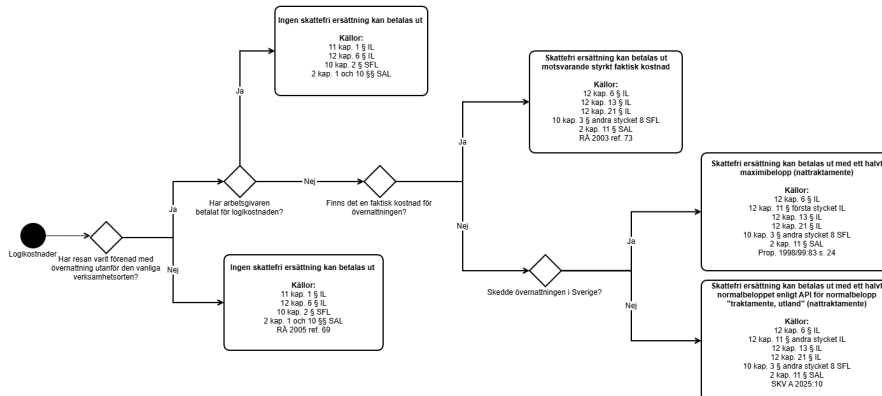 Logikostnader
Har resan varit förenad med
övernattning utanför den vanliga
verksamhetsorten?
Ja
Nej
Ingen skattefri ersättning kan betalas ut
Källor:
11 kap. 1 § IL
12 kap. 6 § IL
10 kap. 2 § SFL
2 kap. 1 och 10 §§ SAL
RÅ 2005 ref. 69
Har arbetsgivaren
betalat för logikostnaden?
Ja
Nej
Ingen skattefri ersättning kan betalas ut
Källor:
11 kap. 1 § IL
12 kap. 6 § IL
10 kap. 2 § SFL
2 kap. 1 och 10 §§ SAL
Finns det en faktisk kostnad för
övernattningen?
Ja
Nej
Skattefri ersättning kan betalas ut
motsvarande styrkt faktisk kostnad
Källor:
12 kap. 6 § IL
12 kap. 13 § IL
12 kap. 21 § IL
10 kap. 3 § andra stycket 8 SFL
2 kap. 11 § SAL
RÅ 2003 ref. 73
Skedde övernattningen i Sverige?
Ja
Nej
Skattefri ersättning kan betalas ut med ett halvt
maximibelopp (nattraktamente)
Källor:
12 kap. 6 § IL
12 kap. 11 § första stycket IL
12 kap. 13 § IL
12 kap. 21 § IL
10 kap. 3 § andra stycket 8 SFL
2 kap. 11 § SAL
Prop. 1998/99:83 s. 24
Skattefri ersättning kan betalas ut med ett halvt
normalbeloppet enligt API för normalbelopp
"traktamente, utland" (nattraktamente)
Källor:
12 kap. 6 § IL
12 kap. 11 § andra stycket IL
12 kap. 13 § IL
12 kap. 21 § IL
10 kap. 3 § andra stycket 8 SFL
2 kap. 11 § SAL
SKV A 2025:10